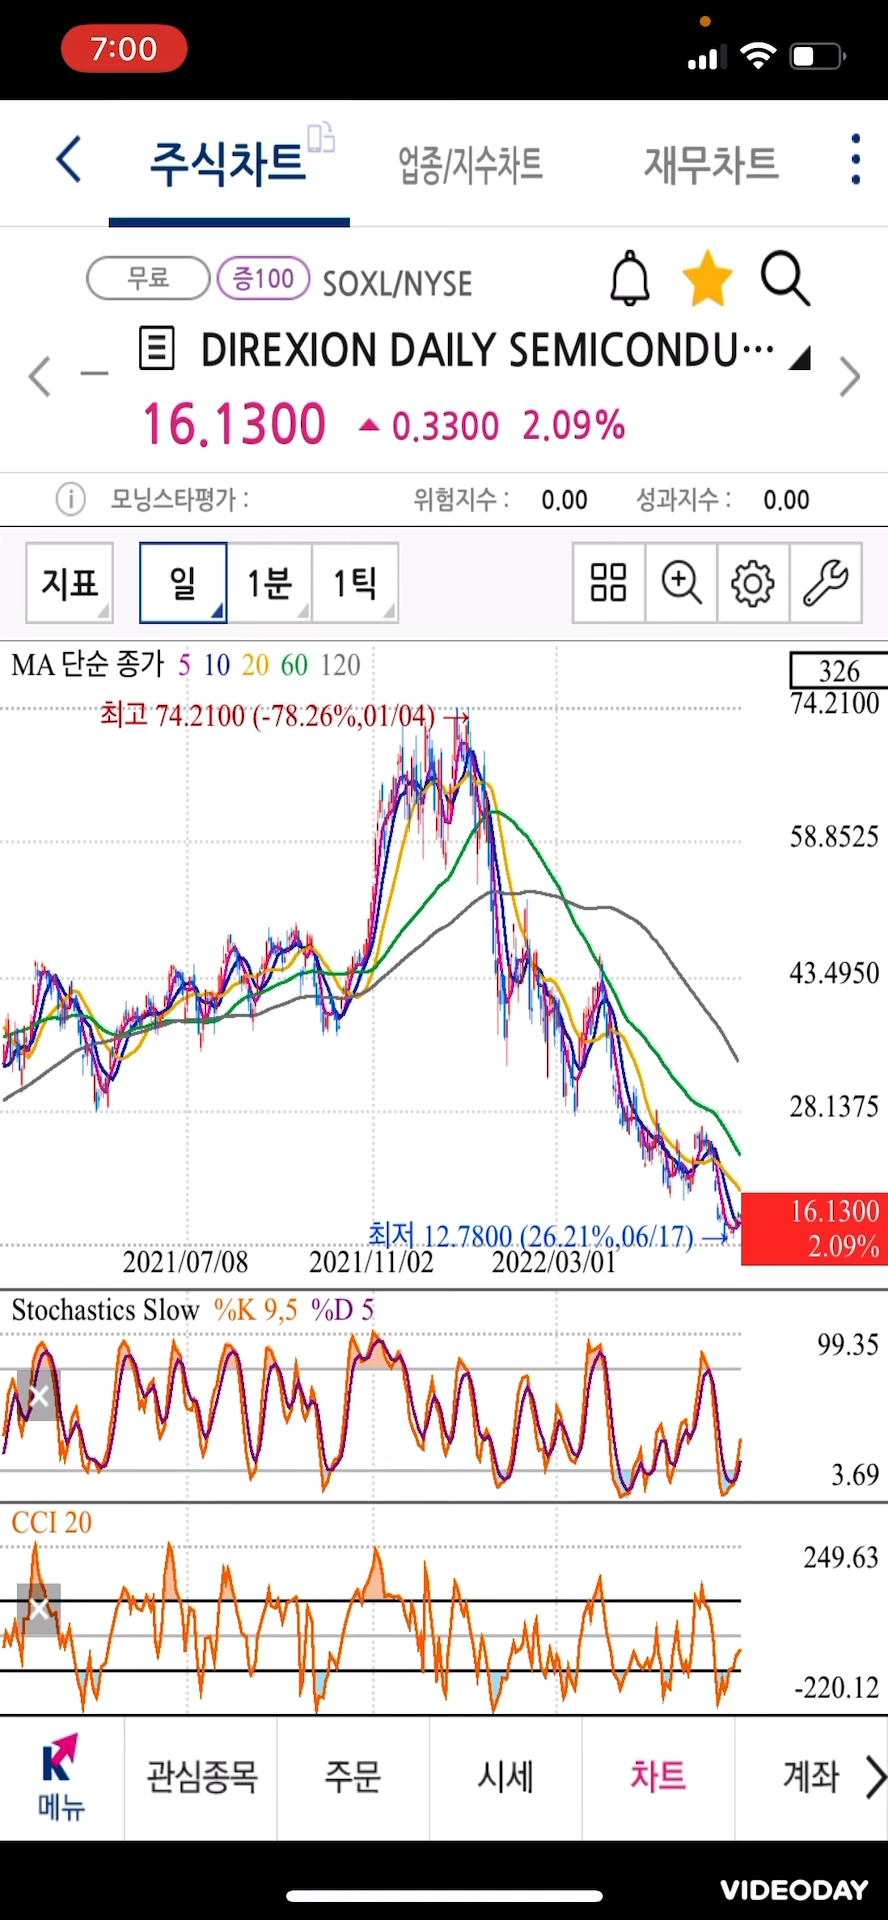 7:00
주식차트 업종/지수차트 재무차트
무료 증100 SOXL/NYSE
DIREXION DAILY SEMICONDU…
16.1300 ▲ 0.3300 2.09%
모닝스타평가 : 위험지수 : 0.00 성과지수 : 0.00
지표 일 1분 1틱
MA 단순 종가 5 10 20 60 120
326
74.2100
최고 74.2100 (-78.26%,01/04)→
58.8525
43.4950
28.1375
16.1300
2.09%
최저 12.7800 (26.21%,06/17)→
2021/07/08 2021/11/02 2022/03/01
Stochastics Slow %K 9,5 %D 5
99.35
3.69
CCI 20
249.63
-220.12
메뉴 관심종목 주문 시세 차트 계좌
VIDEODAY